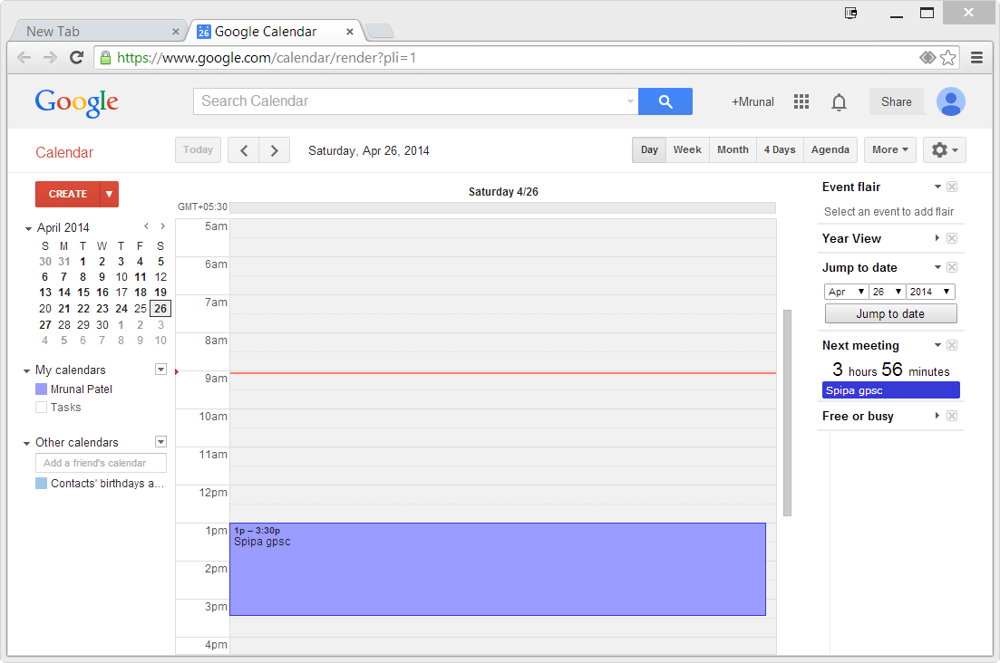 New Tab
Google Calendar
https://www.google.com/calendar/render?pli=1
Google
Search Calendar
+Mrunal
Share
Calendar
Today
Saturday, Apr 26, 2014
Day Week Month 4 Days Agenda
More
CREATE
April 2014
S M T W T F S
30 31 1 2 3 4 5
6 7 8 9 10 11 12
13 14 15 16 17 18 19
20 21 22 23 24 25 26
27 28 29 30 1 2 3
4 5 6 7 8 9 10
My calendars
Mrunal Patel
Tasks
Other calendars
Add a friend's calendar
Contacts' birthdays a...
Saturday 4/26
GMT+05:30
5am
6am
7am
8am
9am
10am
11am
12pm
1pm
1p – 3:30p
Spipa gpsc
2pm
3pm
4pm
Event flair
Select an event to add flair
Year View
Jump to date
Apr 26 2014
Jump to date
Next meeting
3 hours 56 minutes
Spipa gpsc
Free or busy
26